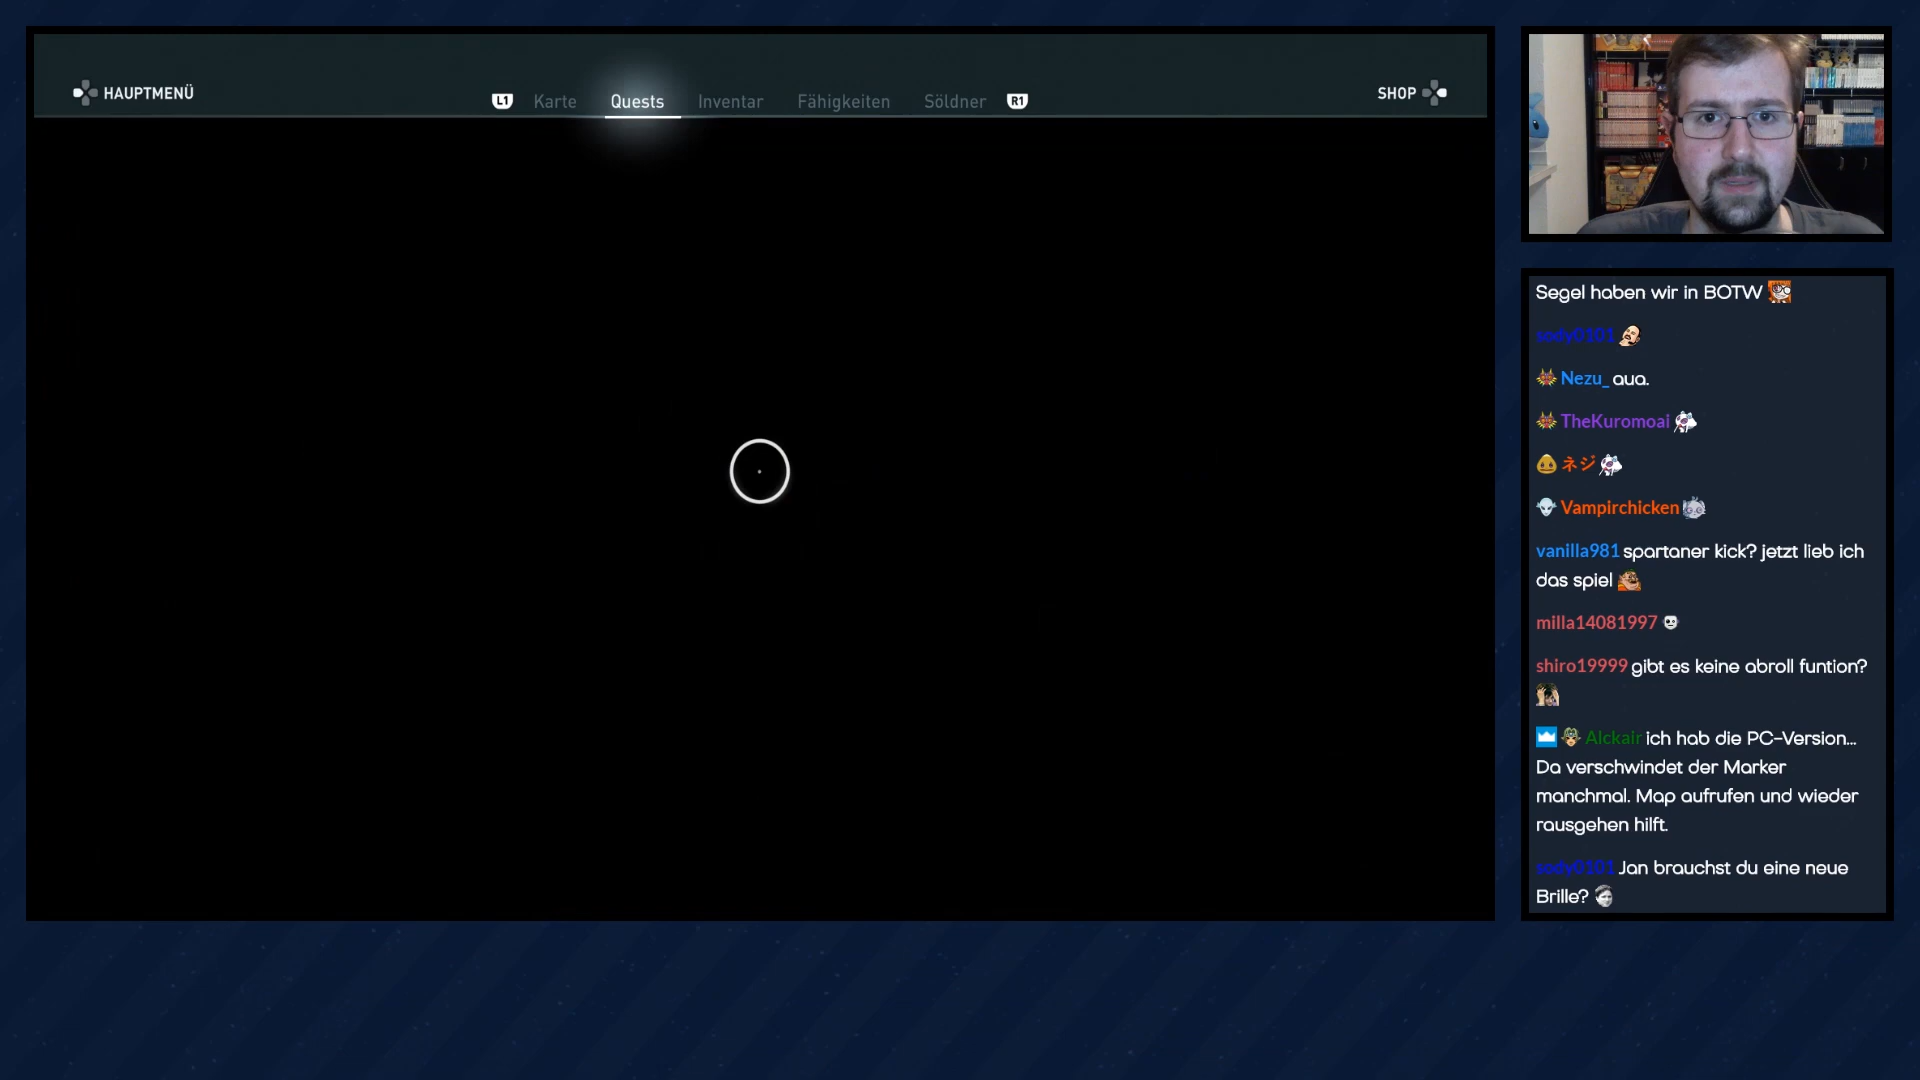 HAUPTMENÜ
L1 Karte Quests Inventar Fähigkeiten Söldner R1
SHOP
Segel haben wir in BOTW
sody0101
Nezu_ aua.
TheKuromoai
ネジ
Vampirchicken
vanilla981 spartaner kick? jetzt lieb ich
das spiel
milla14081997
shiro19999 gibt es keine abroll funtion?
Alckair ich hab die PC-Version...
Da verschwindet der Marker
manchmal. Map aufrufen und wieder
rausgehen hilft.
sody0101 Jan brauchst du eine neue
Brille?